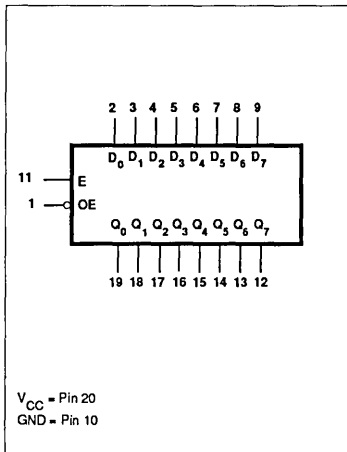 2 3 4 5 6 7 8 9
D0 D1 D2 D3 D4 D5 D6 D7
11 E
1 OE
Q0 Q1 Q2 Q3 Q4 Q5 Q6 Q7
19 18 17 16 15 14 13 12
VCC = Pin 20
GND = Pin 10